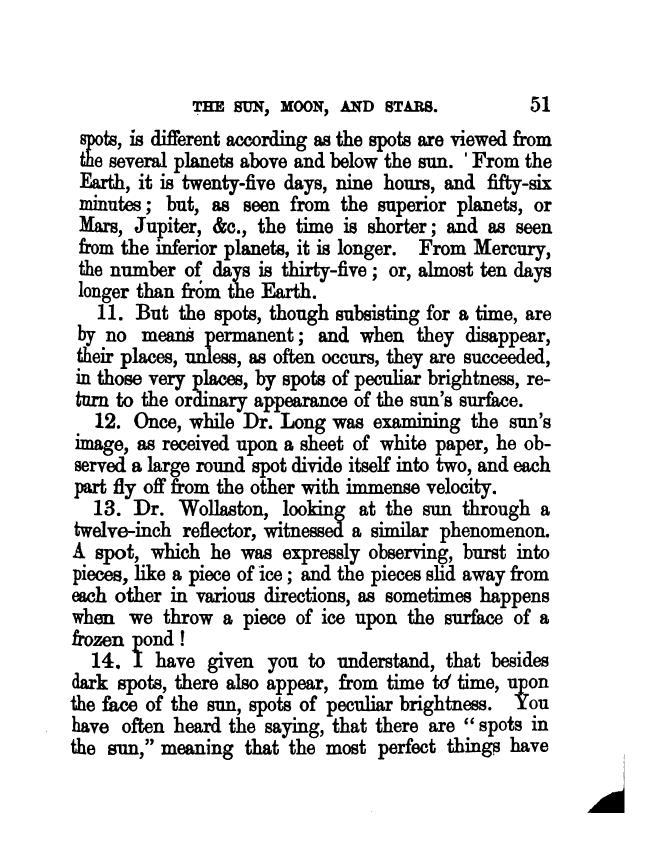 THE SUN, MOON, AND STARS. 51
spots, is different according as the spots are viewed from
the several planets above and below the sun. ' From the
Earth, it is twenty-five days, nine hours, and fifty-six
minutes; but, as seen from the superior planets, or
Mars, Jupiter, &c., the time is shorter; and as seen
from the inferior planets, it is longer. From Mercury,
the number of days is thirty-five; or, almost ten days
longer than from the Earth.
11. But the spots, though subsisting for a time, are
by no means permanent; and when they disappear,
their places, unless, as often occurs, they are succeeded,
in those very places, by spots of peculiar brightness, re-
turn to the ordinary appearance of the sun's surface.
12. Once, while Dr. Long was examining the sun's
image, as received upon a sheet of white paper, he ob-
served a large round spot divide itself into two, and each
part fly off from the other with immense velocity.
13. Dr. Wollaston, looking at the sun through a
twelve-inch reflector, witnessed a similar phenomenon.
A spot, which he was expressly observing, burst into
pieces, like a piece of ice; and the pieces slid away from
each other in various directions, as sometimes happens
when we throw a piece of ice upon the surface of a
frozen pond!
14. I have given you to understand, that besides
dark spots, there also appear, from time to time, upon
the face of the sun, spots of peculiar brightness. You
have often heard the saying, that there are "spots in
the sun," meaning that the most perfect things have